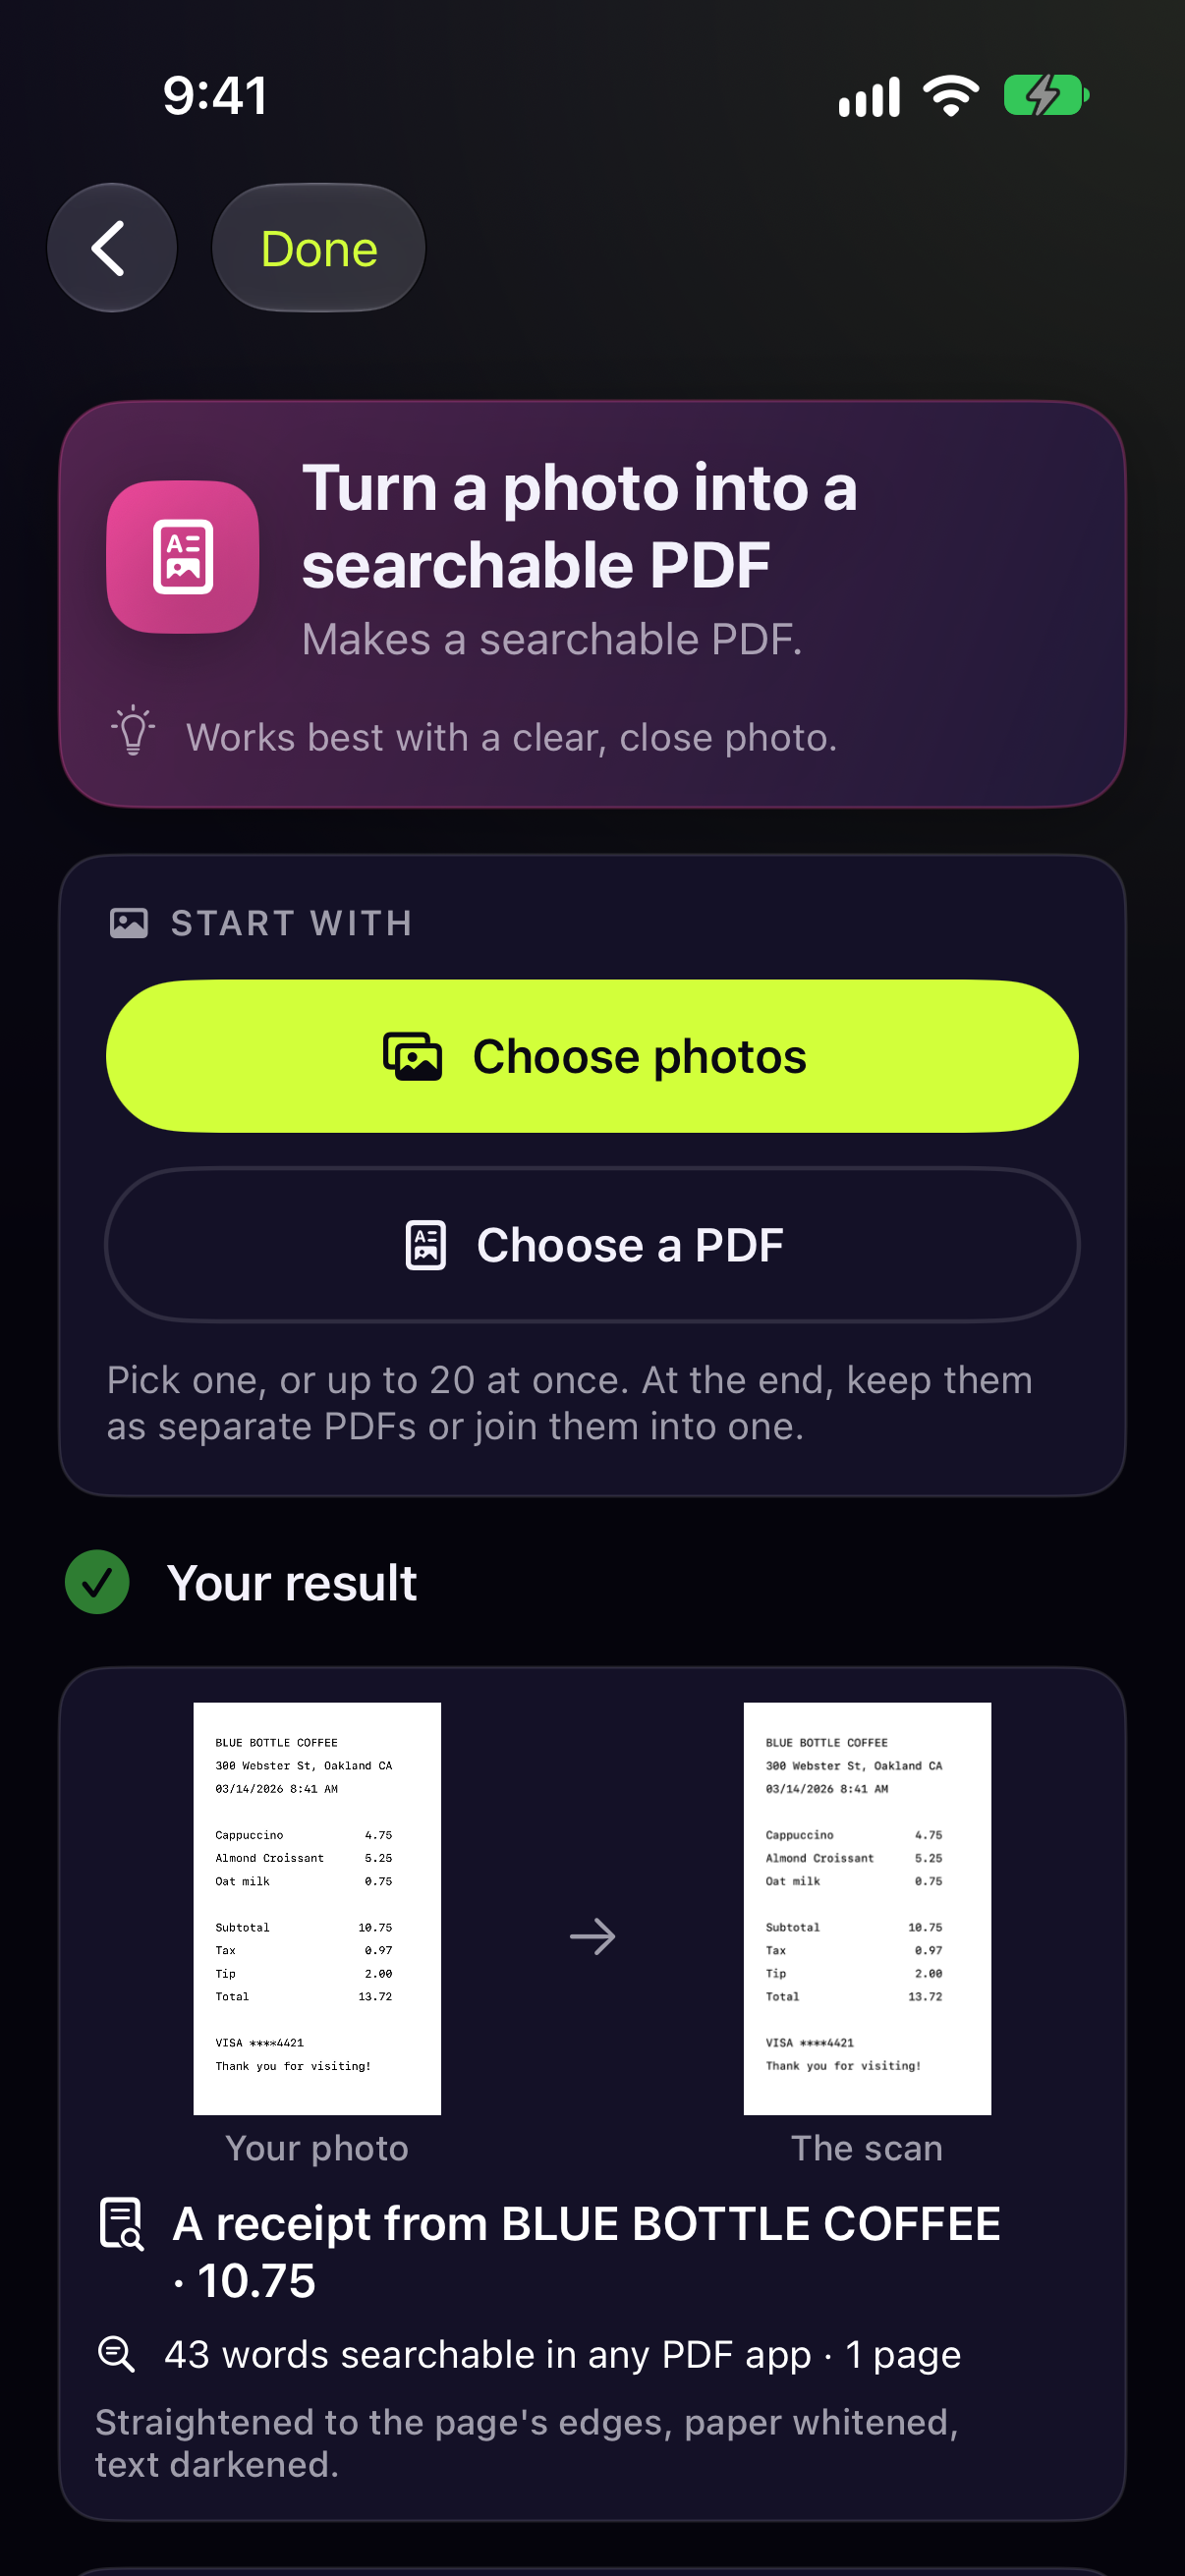 9:41
Done
Turn a photo into a
searchable PDF
Makes a searchable PDF.
Works best with a clear, close photo.
START WITH
Choose photos
Choose a PDF
Pick one, or up to 20 at once. At the end, keep them
as separate PDFs or join them into one.
Your result
BLUE BOTTLE COFFEE
300 Webster St, Oakland CA
03/14/2026 8:41 AM
Cappuccino 4.75
Almond Croissant 5.25
Oat milk 0.75
Subtotal 10.75
Tax 0.97
Tip 2.00
Total 13.72
VISA ****4421
Thank you for visiting!
Your photo
BLUE BOTTLE COFFEE
300 Webster St, Oakland CA
03/14/2026 8:41 AM
Cappuccino 4.75
Almond Croissant 5.25
Oat milk 0.75
Subtotal 10.75
Tax 0.97
Tip 2.00
Total 13.72
VISA ****4421
Thank you for visiting!
The scan
A receipt from BLUE BOTTLE COFFEE
· 10.75
43 words searchable in any PDF app · 1 page
Straightened to the page's edges, paper whitened,
text darkened.